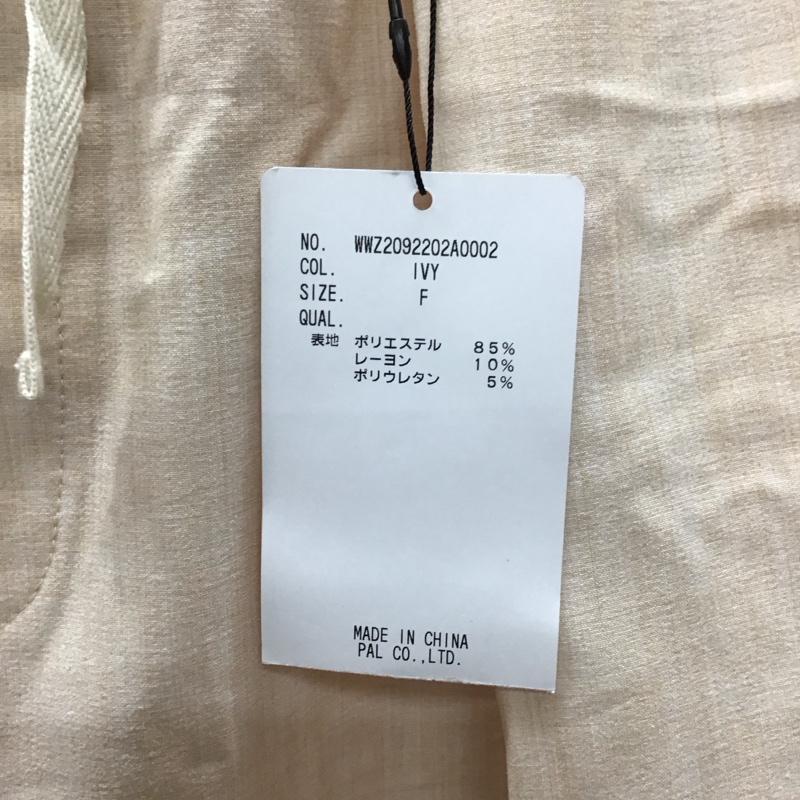 NO. WWZ2092202A0002
COL. IVY
SIZE. F
QUAL.
表地 ポリエステル 85%
レーヨン 10%
ポリウレタン 5%
MADE IN CHINA
PAL CO.,LTD.